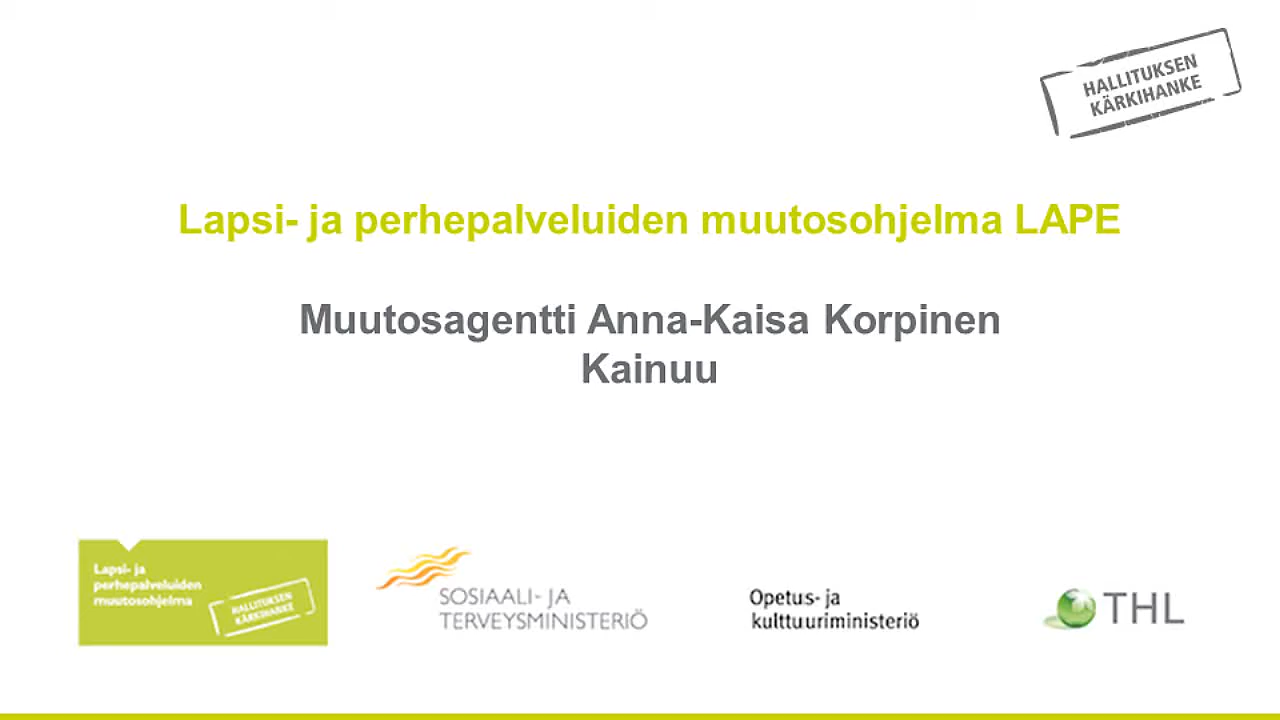 HALLITUKSEN
KÄRKIHANKE
Lapsi- ja perhepalveluiden muutosohjelma LAPE
Muutosagentti Anna-Kaisa Korpinen
Kainuu
Lapsi- ja
perhepalveluiden
muutosohjelma
HALLITUKSEN
KÄRKIHANKE
SOSIAALI- JA
TERVEYSMINISTERIÖ
Opetus- ja
kulttuuriministeriö
THL